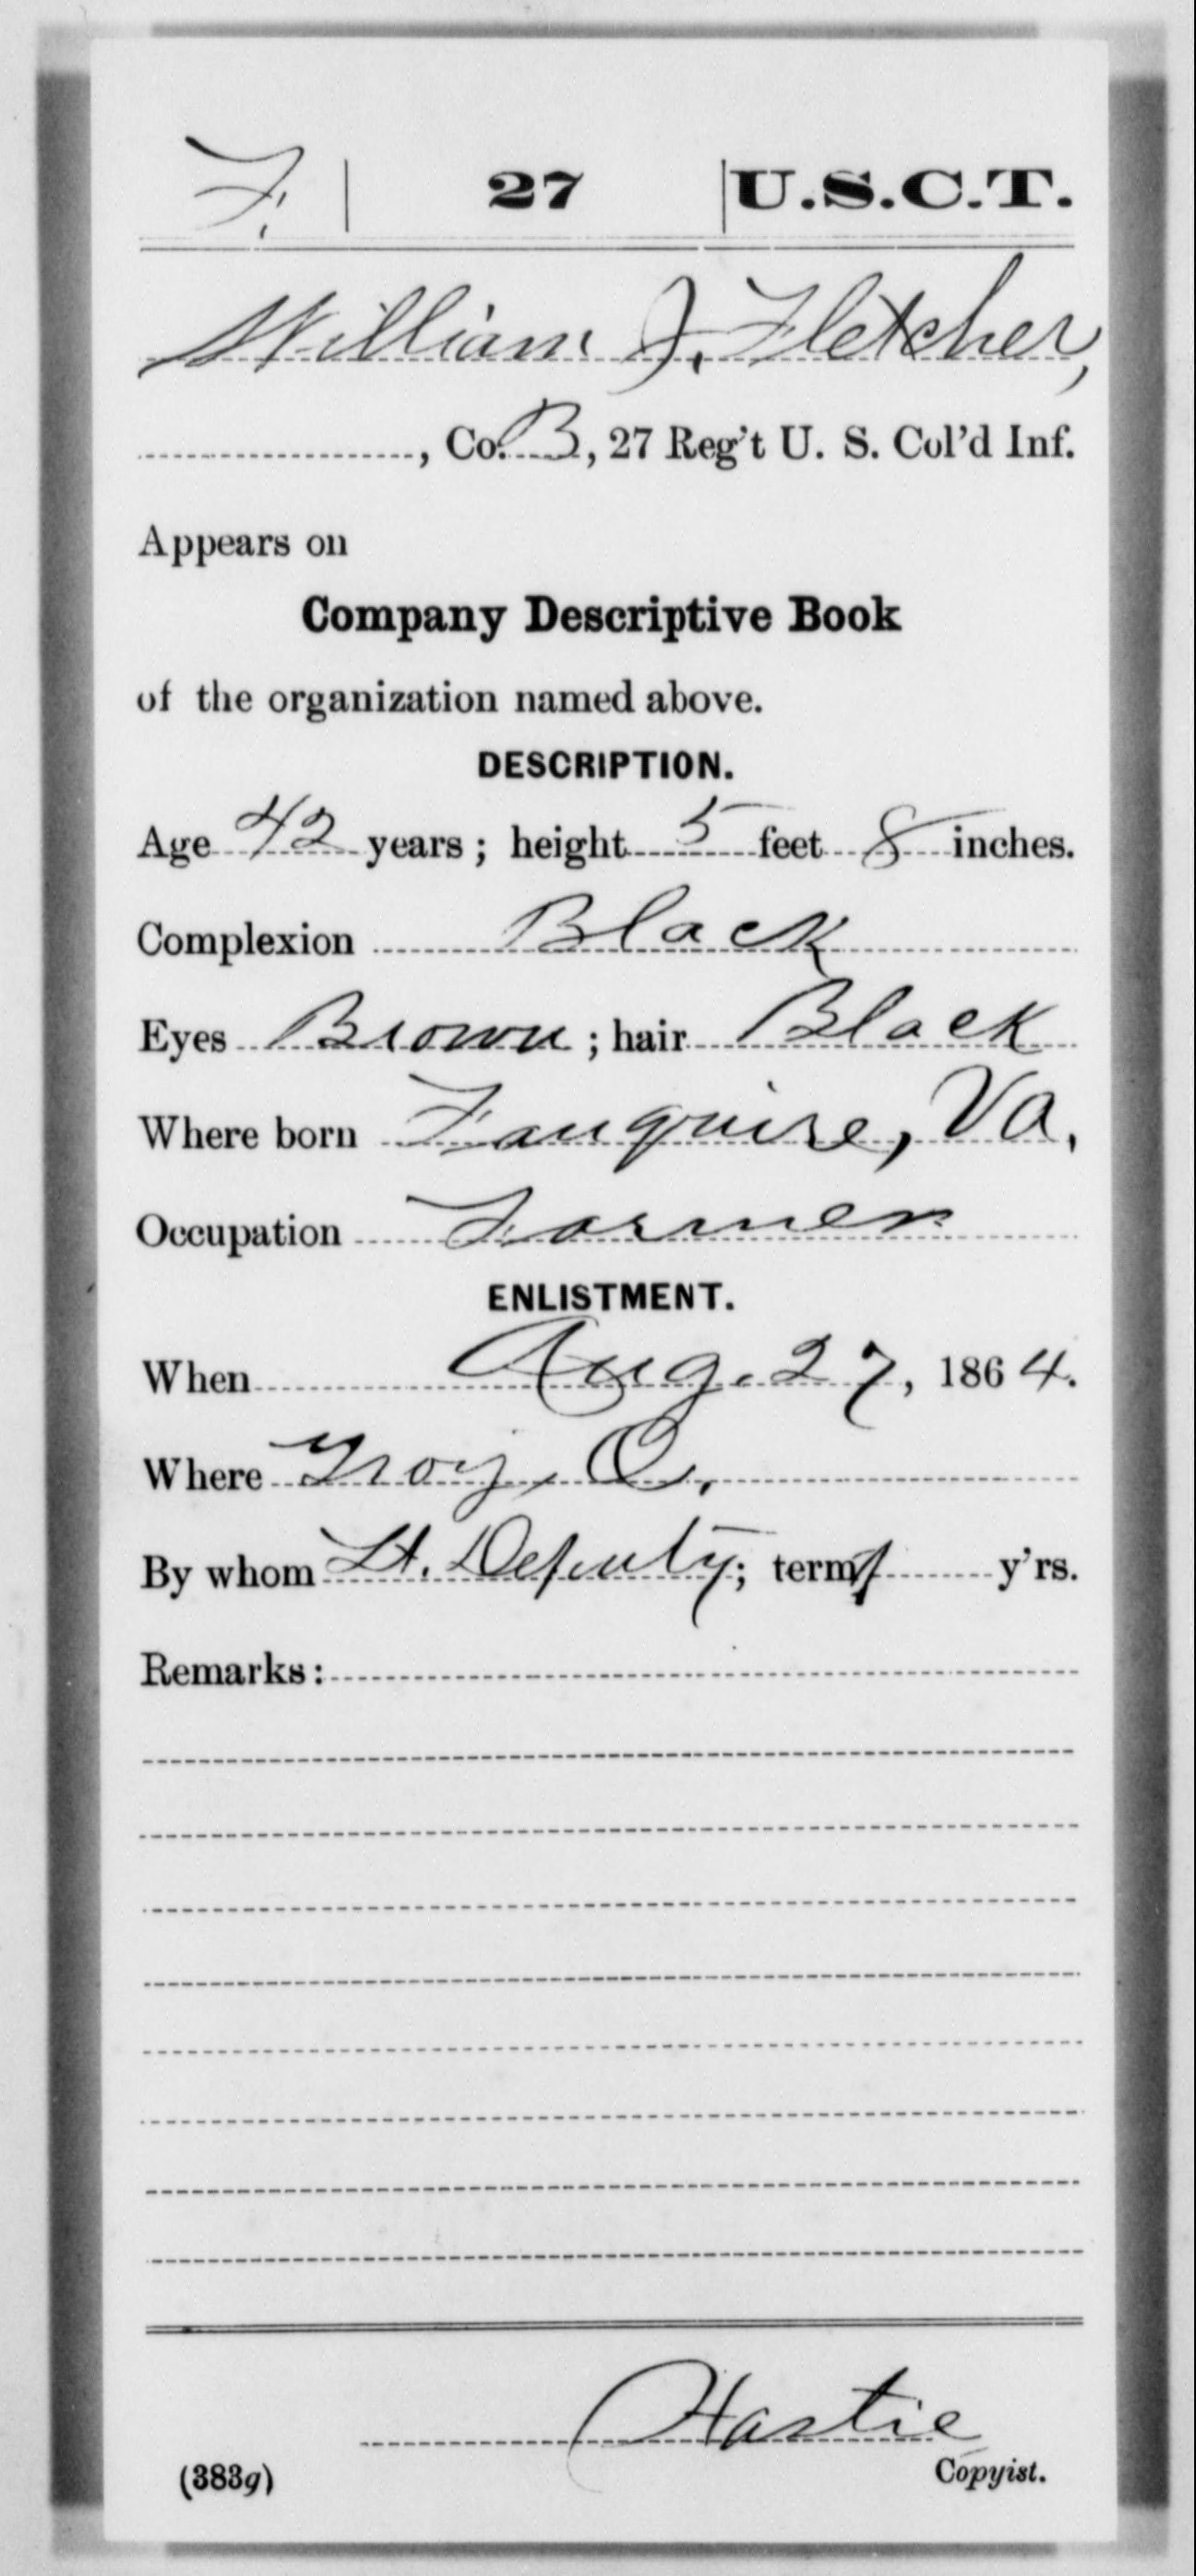 F. | 27 | U.S.C.T.
William J. Fletcher,
, Co. B, 27 Reg't U. S. Col'd Inf.
Appears on
Company Descriptive Book
of the organization named above.
DESCRIPTION.
Age 42 years; height 5 feet 8 inches.
Complexion Black
Eyes Brown; hair Black
Where born Fauquire, Va,
Occupation Farmer
ENLISTMENT.
When Aug. 27, 1864.
Where Troy, O.
By whom Lt. Deputy; term 1 y'rs.
Remarks:
Hastie
(383g) Copyist.